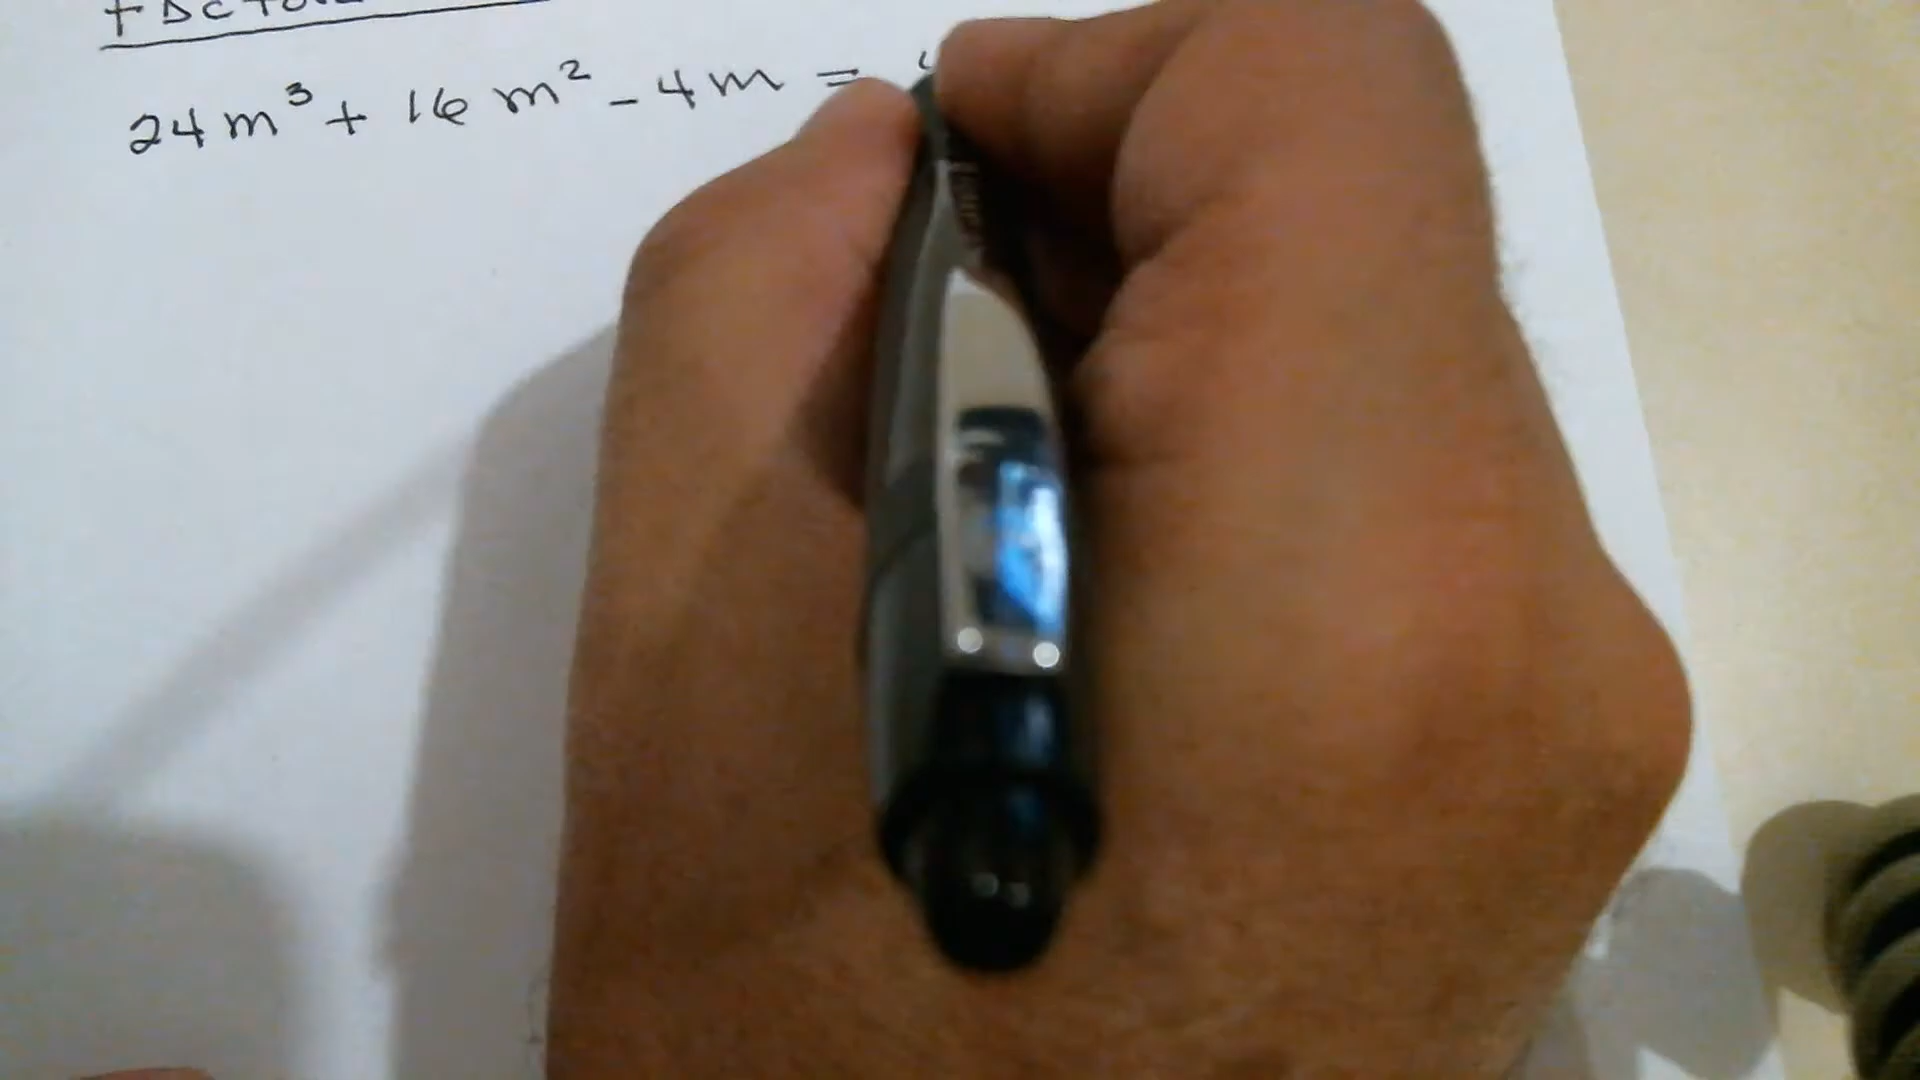 24m³ + 16m² - 4m =